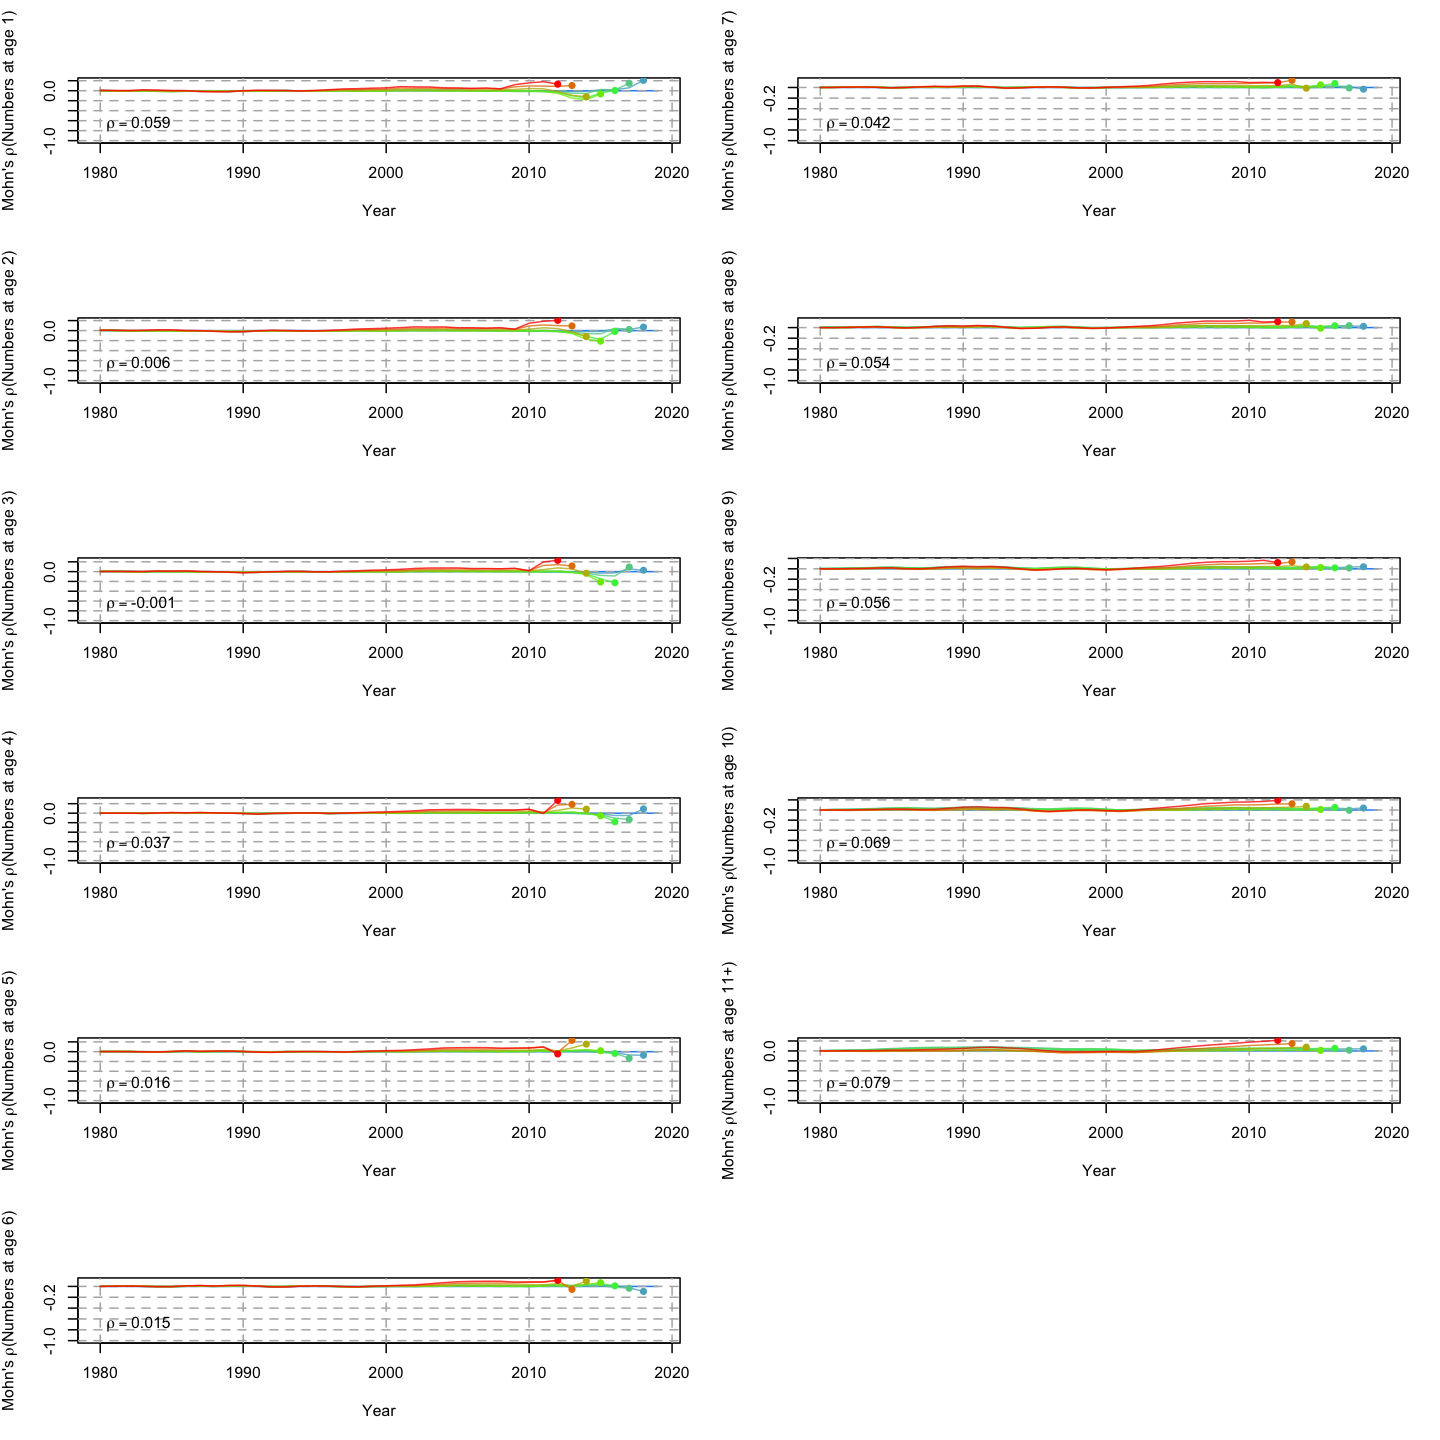 Mohn's ρ(Numbers at age 1)
0.0
-1.0
ρ = 0.059
1980 1990 2000 2010 2020
Year
Mohn's ρ(Numbers at age 2)
0.0
-1.0
ρ = 0.006
1980 1990 2000 2010 2020
Year
Mohn's ρ(Numbers at age 3)
0.0
-1.0
ρ = -0.001
1980 1990 2000 2010 2020
Year
Mohn's ρ(Numbers at age 4)
0.0
-1.0
ρ = 0.037
1980 1990 2000 2010 2020
Year
Mohn's ρ(Numbers at age 5)
0.0
-1.0
ρ = 0.016
1980 1990 2000 2010 2020
Year
Mohn's ρ(Numbers at age 6)
-0.2
-1.0
ρ = 0.015
1980 1990 2000 2010 2020
Year
Mohn's ρ(Numbers at age 7)
-0.2
-1.0
ρ = 0.042
1980 1990 2000 2010 2020
Year
Mohn's ρ(Numbers at age 8)
-0.2
-1.0
ρ = 0.054
1980 1990 2000 2010 2020
Year
Mohn's ρ(Numbers at age 9)
-0.2
-1.0
ρ = 0.056
1980 1990 2000 2010 2020
Year
Mohn's ρ(Numbers at age 10)
-0.2
-1.0
ρ = 0.069
1980 1990 2000 2010 2020
Year
Mohn's ρ(Numbers at age 11+)
0.0
-1.0
ρ = 0.079
1980 1990 2000 2010 2020
Year